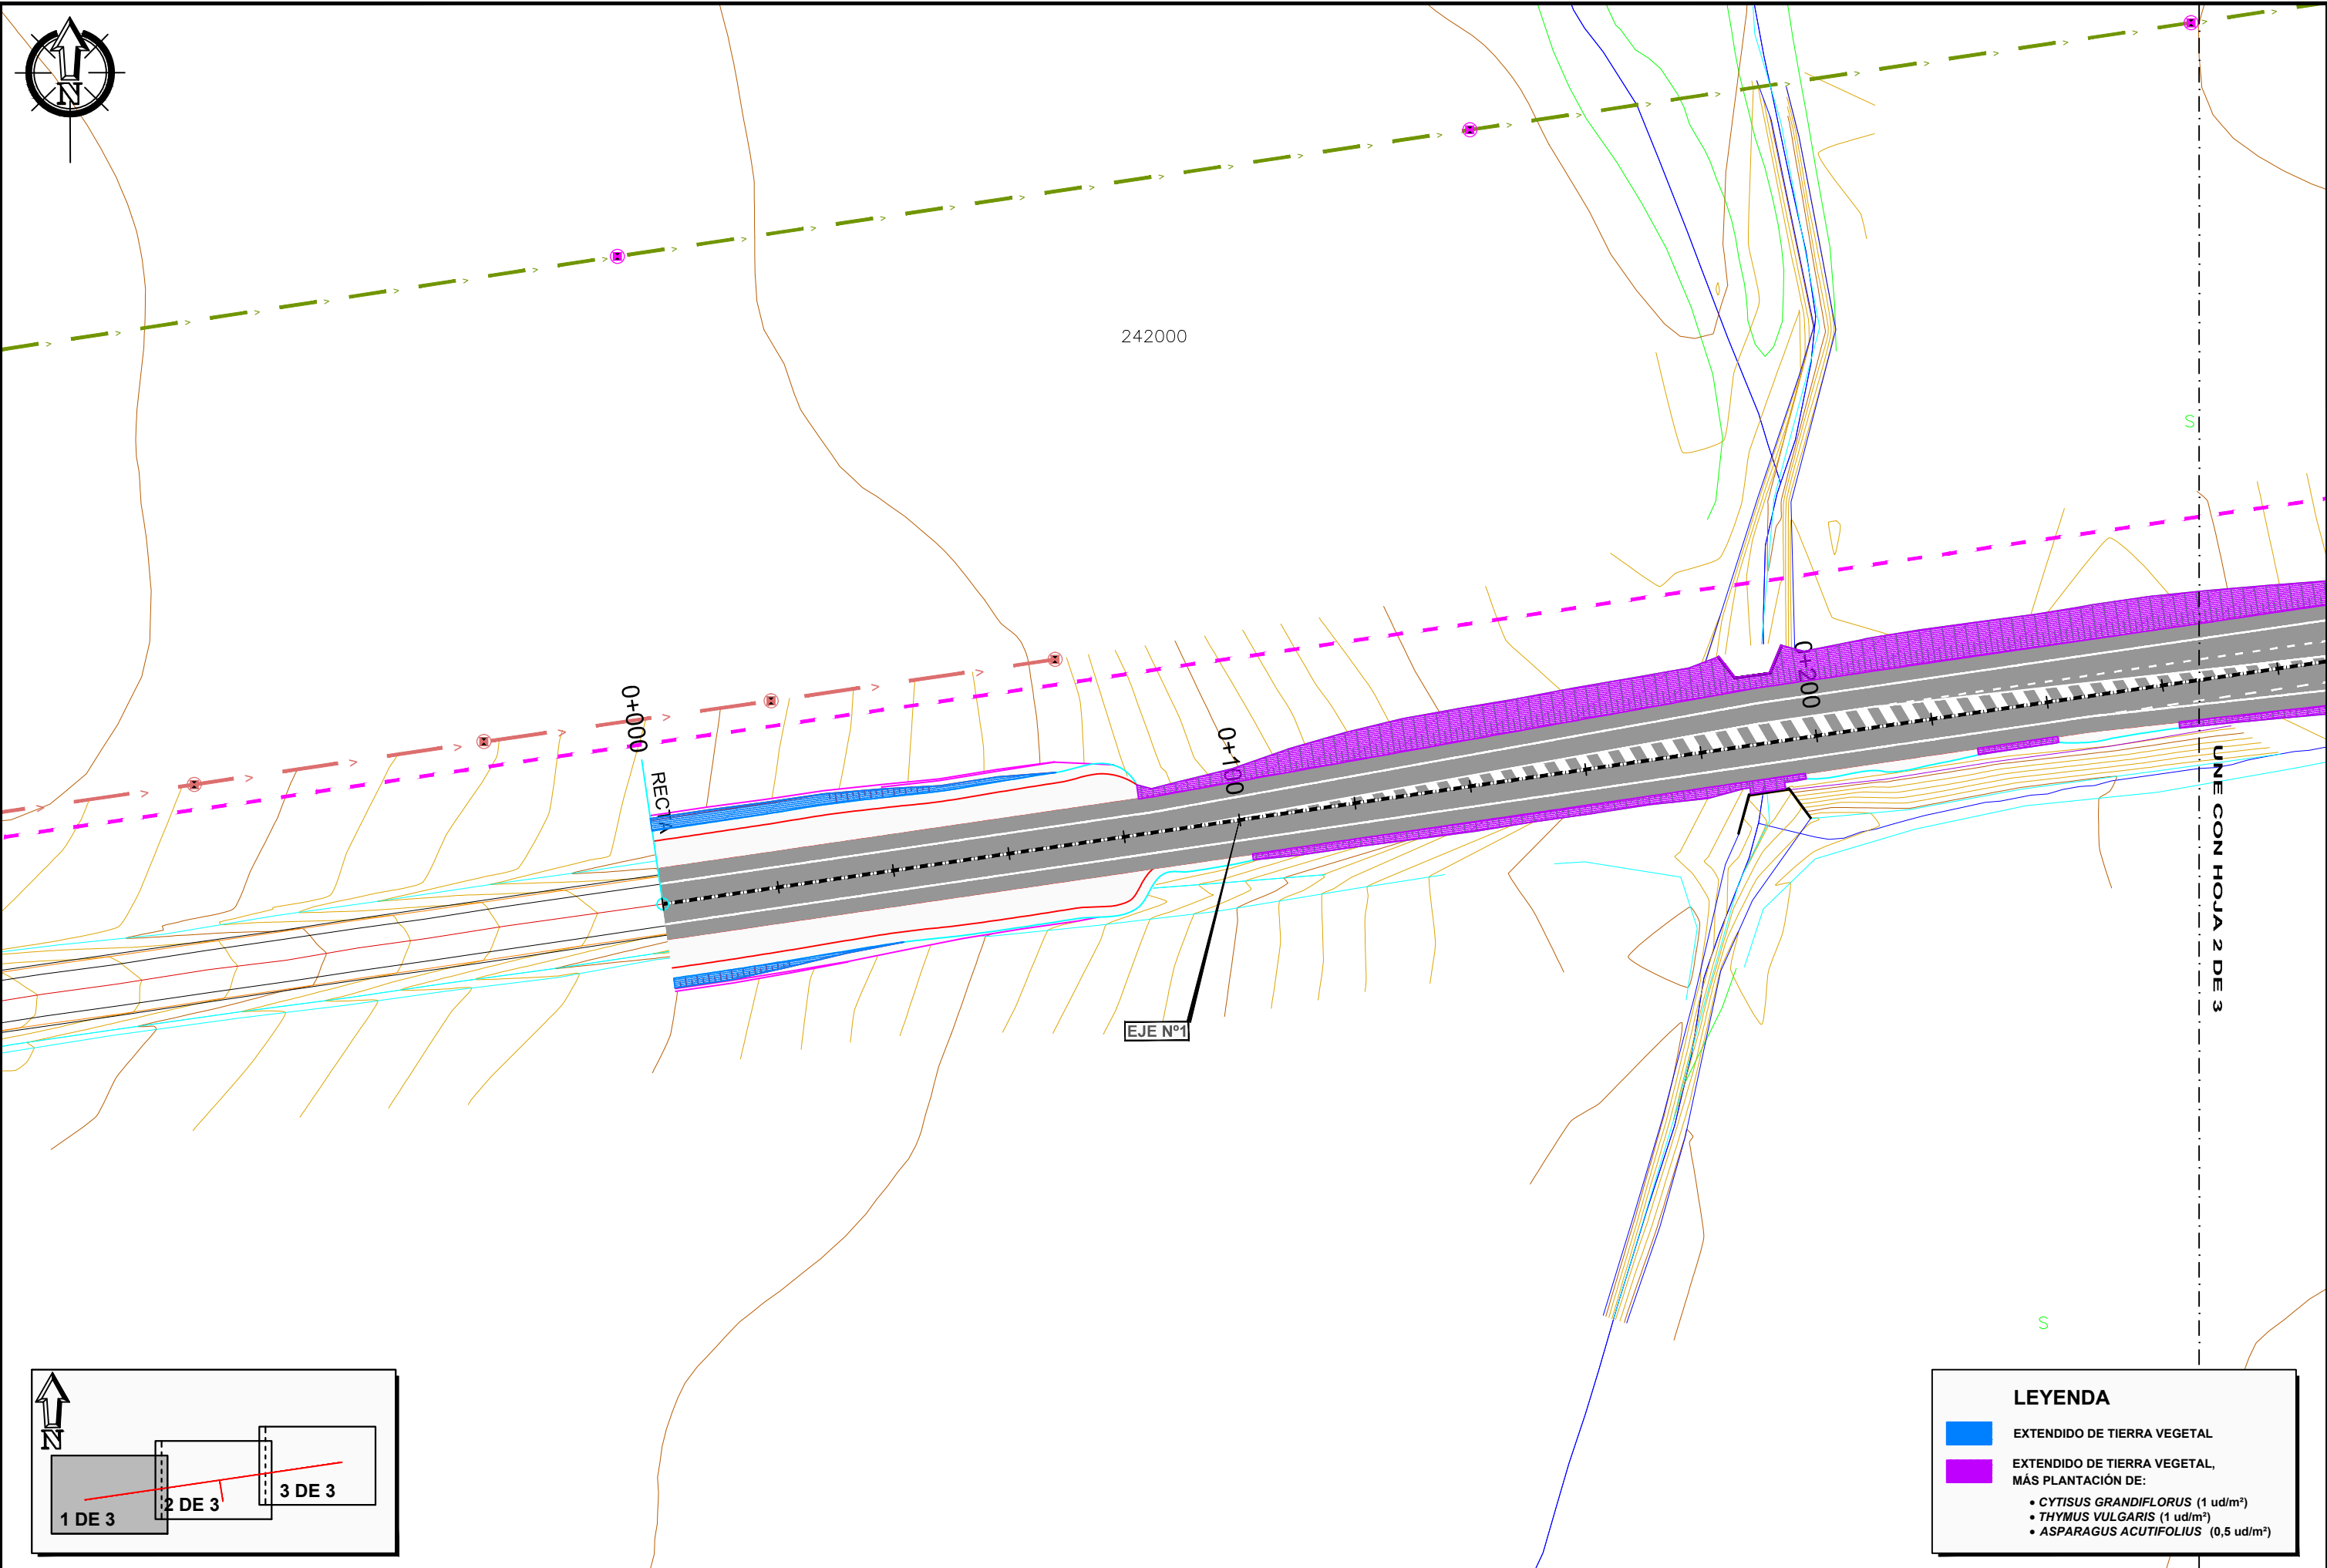 N
242000
S
0+000
RECTA
0+100
0+200
UNE CON HOJA 2 DE 3
EJE Nº1
S
N
1 DE 3
2 DE 3
3 DE 3
LEYENDA
EXTENDIDO DE TIERRA VEGETAL
EXTENDIDO DE TIERRA VEGETAL,
MÁS PLANTACIÓN DE:
• CYTISUS GRANDIFLORUS (1 ud/m²)
• THYMUS VULGARIS (1 ud/m²)
• ASPARAGUS ACUTIFOLIUS (0,5 ud/m²)